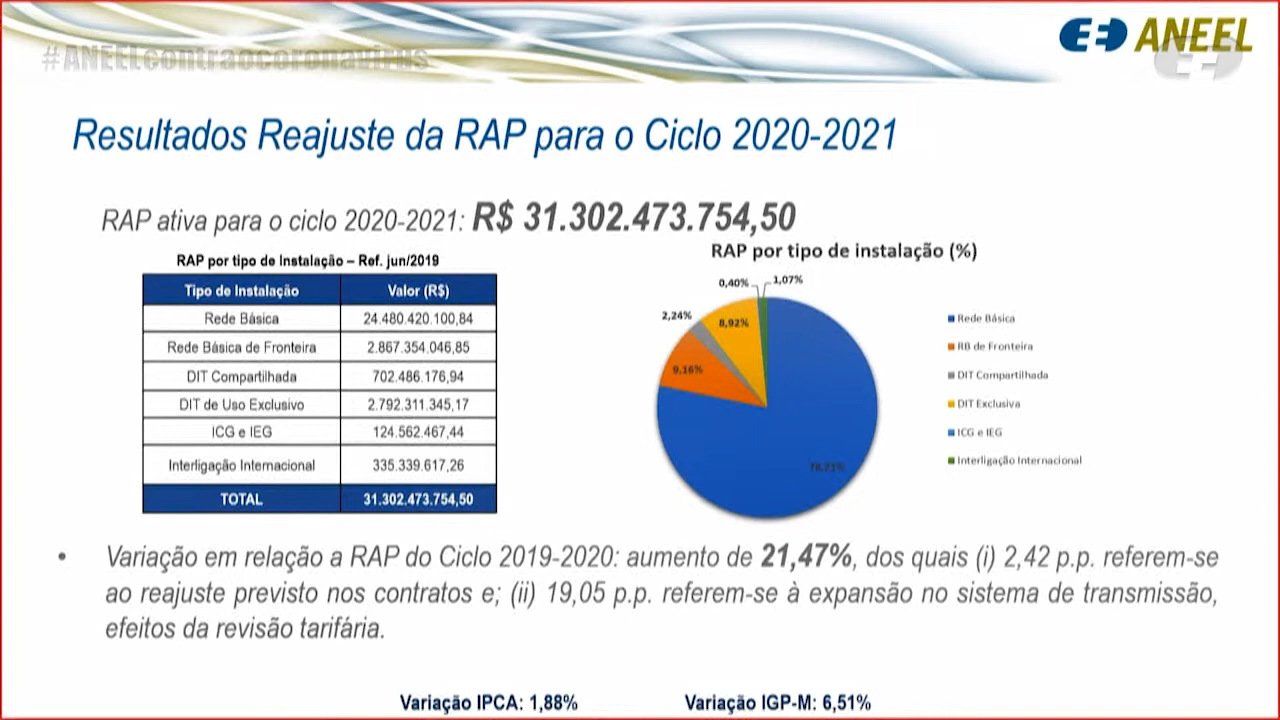 #ANEELcontraocoronavirus
ANEEL
Resultados Reajuste da RAP para o Ciclo 2020-2021
RAP ativa para o ciclo 2020-2021: R$ 31.302.473.754,50
RAP por tipo de Instalação – Ref. jun/2019
Tipo de Instalação Valor (R$)
Rede Básica 24.480.420.100,84
Rede Básica de Fronteira 2.867.354.046,85
DIT Compartilhada 702.486.176,94
DIT de Uso Exclusivo 2.792.311.345,17
ICG e IEG 124.562.467,44
Interligação Internacional 335.339.617,26
TOTAL 31.302.473.754,50
RAP por tipo de instalação (%)
0,40% 1,07%
2,24%
8,92%
9,16%
78,21%
Rede Básica
RB de Fronteira
DIT Compartilhada
DIT Exclusiva
ICG e IEG
Interligação Internacional
• Variação em relação a RAP do Ciclo 2019-2020: aumento de 21,47%, dos quais (i) 2,42 p.p. referem-se
ao reajuste previsto nos contratos e; (ii) 19,05 p.p. referem-se à expansão no sistema de transmissão,
efeitos da revisão tarifária.
Variação IPCA: 1,88% Variação IGP-M: 6,51%